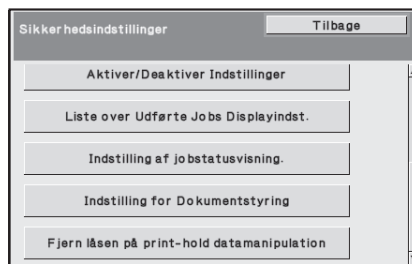 Sikkerhedsindstillinger
Tilbage
Aktiver/Deaktiver Indstillinger
Liste over Udførte Jobs Displayindst.
Indstilling af jobstatusvisning.
Indstilling for Dokumentstyring
Fjern låsen på print-hold datamanipulation